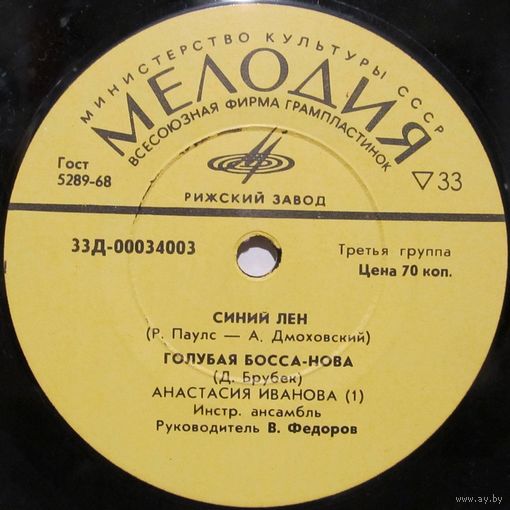 МИНИСТЕРСТВО КУЛЬТУРЫ СССР
МЕЛОДИЯ
ВСЕСОЮЗНАЯ ФИРМА ГРАМПЛАСТИНОК
Гост
5289-68
▽33
РИЖСКИЙ ЗАВОД
33Д-00034003
Третья группа
Цена 70 коп.
СИНИЙ ЛЕН
(Р. Паулс — А. Дмоховский)
ГОЛУБАЯ БОССА-НОВА
(Д. Брубек)
АНАСТАСИЯ ИВАНОВА (1)
Инстр. ансамбль
Руководитель В. Федоров
www.ay.by